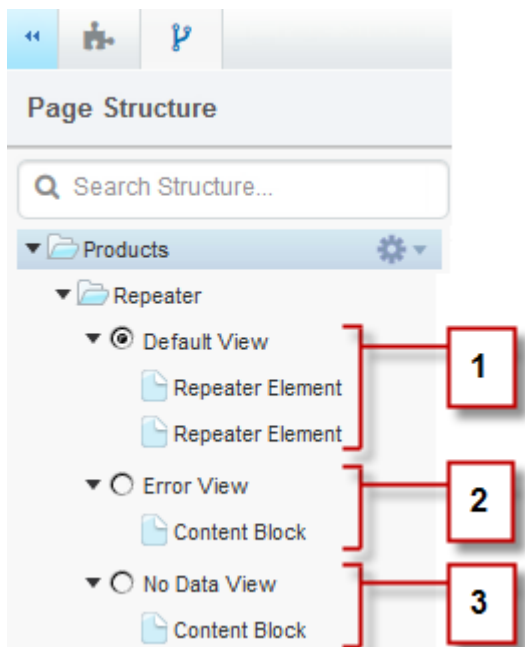 Page Structure
Search Structure...
Products
Repeater
Default View
1
Repeater Element
Repeater Element
Error View
2
Content Block
No Data View
3
Content Block